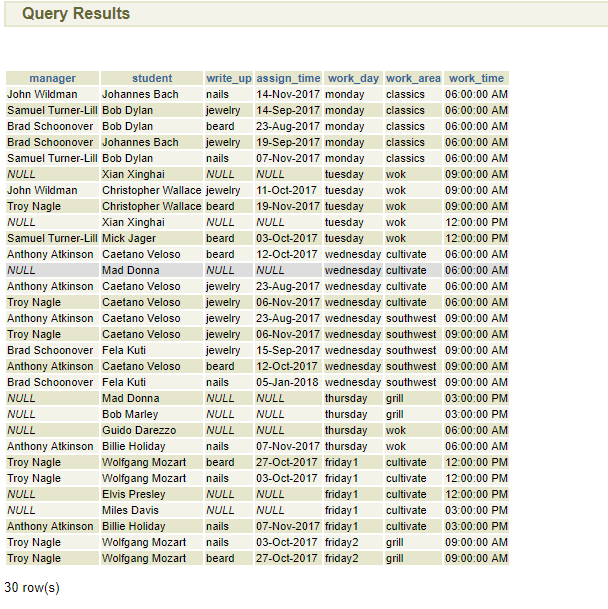 Query Results
manager student write_up assign_time work_day work_area work_time
John Wildman Johannes Bach nails 14-Nov-2017 monday classics 06:00:00 AM
Samuel Turner-Lill Bob Dylan jewelry 14-Sep-2017 monday classics 06:00:00 AM
Brad Schoonover Bob Dylan beard 23-Aug-2017 monday classics 06:00:00 AM
Brad Schoonover Johannes Bach jewelry 19-Sep-2017 monday classics 06:00:00 AM
Samuel Turner-Lill Bob Dylan nails 07-Nov-2017 monday classics 06:00:00 AM
NULL Xian Xinghai NULL NULL tuesday wok 09:00:00 AM
John Wildman Christopher Wallace jewelry 11-Oct-2017 tuesday wok 09:00:00 AM
Troy Nagle Christopher Wallace beard 19-Nov-2017 tuesday wok 09:00:00 AM
NULL Xian Xinghai NULL NULL tuesday wok 12:00:00 PM
Samuel Turner-Lill Mick Jager beard 03-Oct-2017 tuesday wok 12:00:00 PM
Anthony Atkinson Caetano Veloso beard 12-Oct-2017 wednesday cultivate 06:00:00 AM
NULL Mad Donna NULL NULL wednesday cultivate 06:00:00 AM
Anthony Atkinson Caetano Veloso jewelry 23-Aug-2017 wednesday cultivate 06:00:00 AM
Troy Nagle Caetano Veloso jewelry 06-Nov-2017 wednesday cultivate 06:00:00 AM
Anthony Atkinson Caetano Veloso jewelry 23-Aug-2017 wednesday southwest 09:00:00 AM
Troy Nagle Caetano Veloso jewelry 06-Nov-2017 wednesday southwest 09:00:00 AM
Brad Schoonover Fela Kuti jewelry 15-Sep-2017 wednesday southwest 09:00:00 AM
Anthony Atkinson Caetano Veloso beard 12-Oct-2017 wednesday southwest 09:00:00 AM
Brad Schoonover Fela Kuti nails 05-Jan-2018 wednesday southwest 09:00:00 AM
NULL Mad Donna NULL NULL thursday grill 03:00:00 PM
NULL Bob Marley NULL NULL thursday grill 03:00:00 PM
NULL Guido Darezzo NULL NULL thursday wok 06:00:00 AM
Anthony Atkinson Billie Holiday nails 07-Nov-2017 thursday wok 06:00:00 AM
Troy Nagle Wolfgang Mozart beard 27-Oct-2017 friday1 cultivate 12:00:00 PM
Troy Nagle Wolfgang Mozart nails 03-Oct-2017 friday1 cultivate 12:00:00 PM
NULL Elvis Presley NULL NULL friday1 cultivate 12:00:00 PM
NULL Miles Davis NULL NULL friday1 cultivate 03:00:00 PM
Anthony Atkinson Billie Holiday nails 07-Nov-2017 friday1 cultivate 03:00:00 PM
Troy Nagle Wolfgang Mozart nails 03-Oct-2017 friday2 grill 09:00:00 AM
Troy Nagle Wolfgang Mozart beard 27-Oct-2017 friday2 grill 09:00:00 AM
30 row(s)